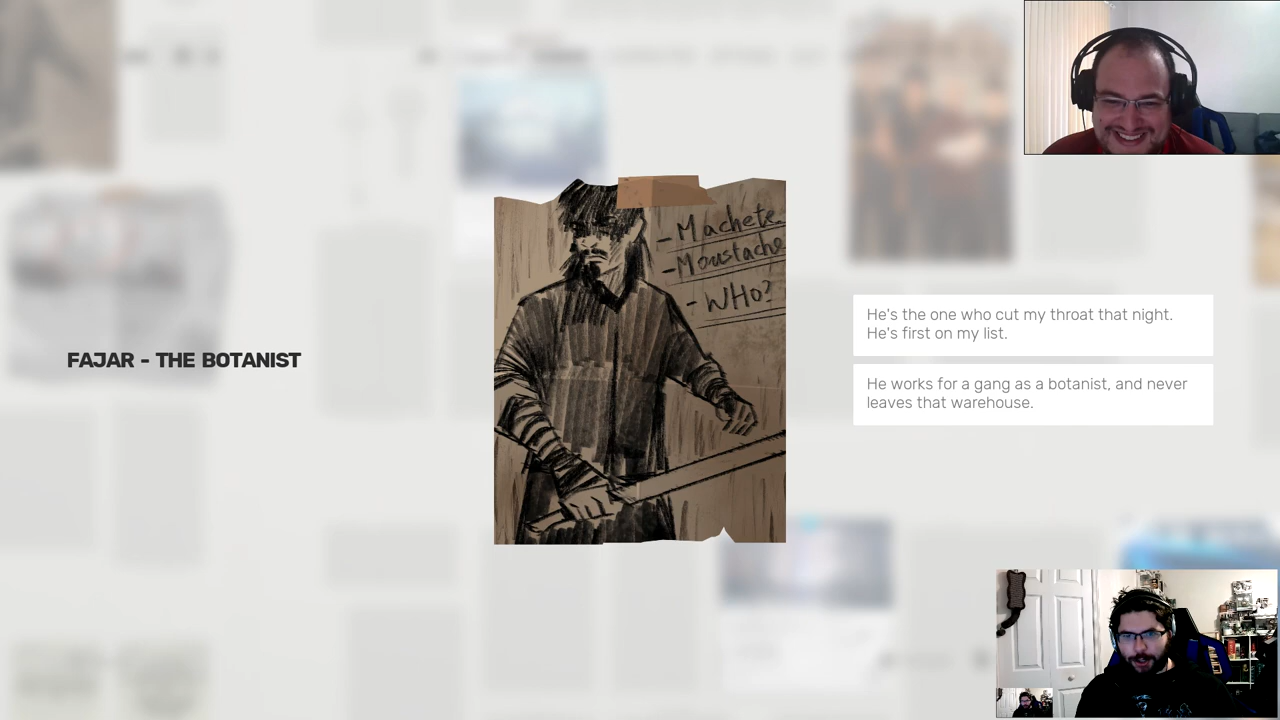 FAJAR - THE BOTANIST
- Machete
- Moustache
- WHO?
He's the one who cut my throat that night.
He's first on my list.
He works for a gang as a botanist, and never
leaves that warehouse.